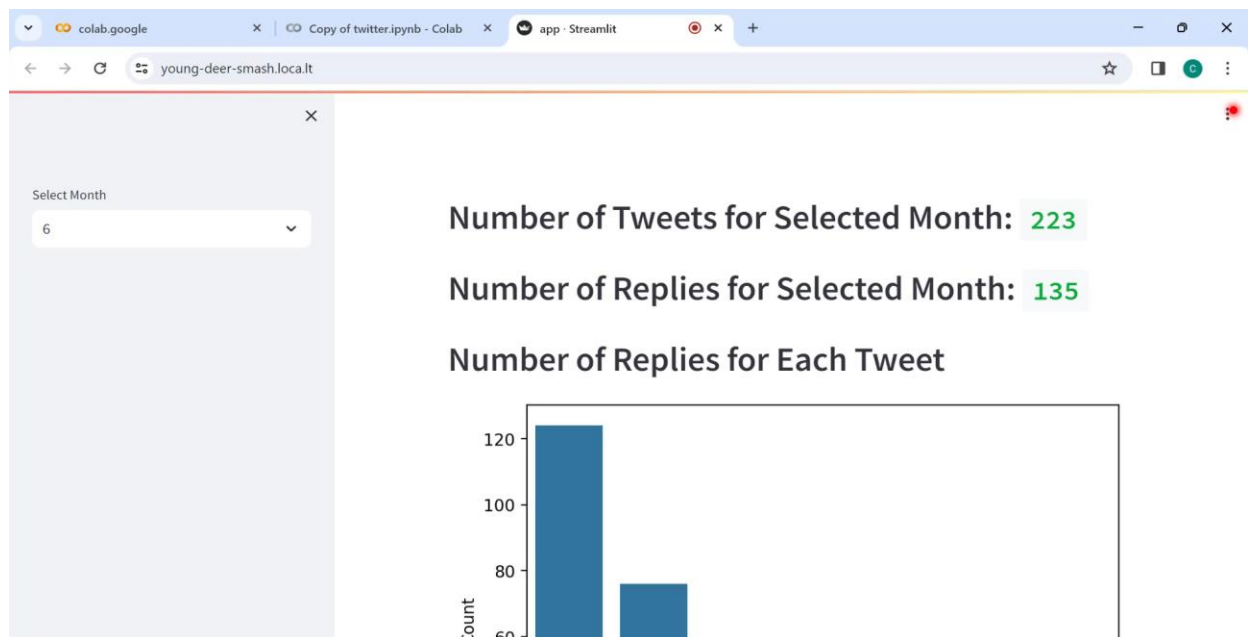 colab.google
Copy of twitter.ipynb - Colab
app · Streamlit
young-deer-smash.loca.lt
C
Select Month
6
Number of Tweets for Selected Month: 223
Number of Replies for Selected Month: 135
Number of Replies for Each Tweet
120
100
80
60